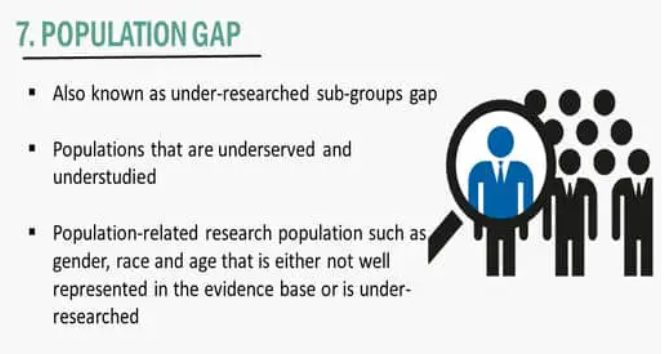 7. POPULATION GAP
▪ Also known as under-researched sub-groups gap
▪ Populations that are underserved and
understudied
▪ Population-related research population such as
gender, race and age that is either not well
represented in the evidence base or is under-
researched